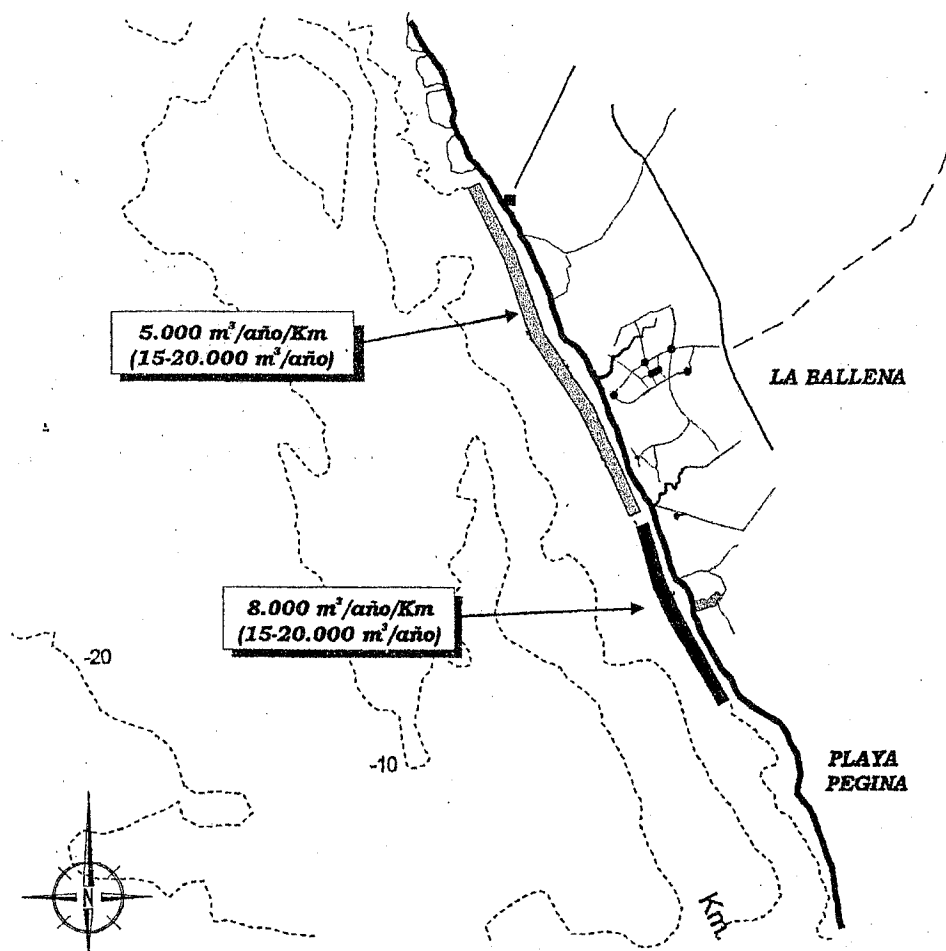 5.000 m³/año/Km
(15-20.000 m³/año)
LA BALLENA
8.000 m³/año/Km
(15-20.000 m³/año)
-20
-10
PLAYA
PEGINA
N
Km.